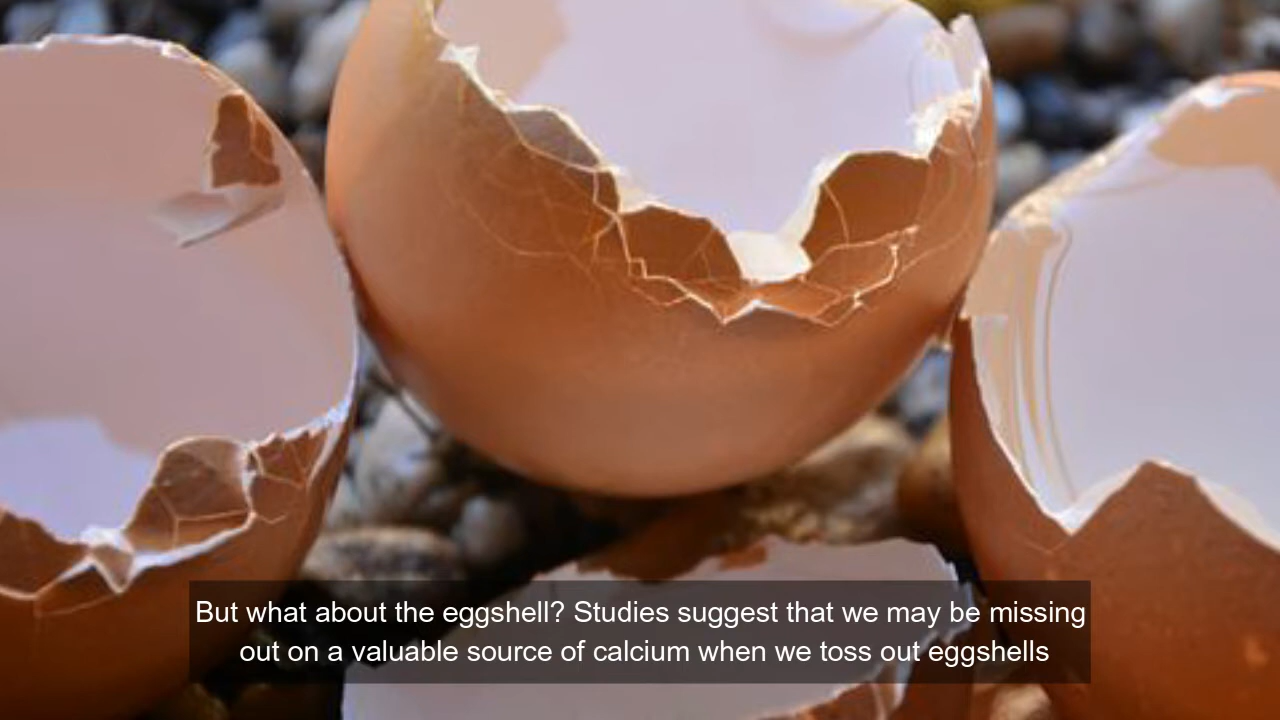 But what about the eggshell? Studies suggest that we may be missing
out on a valuable source of calcium when we toss out eggshells